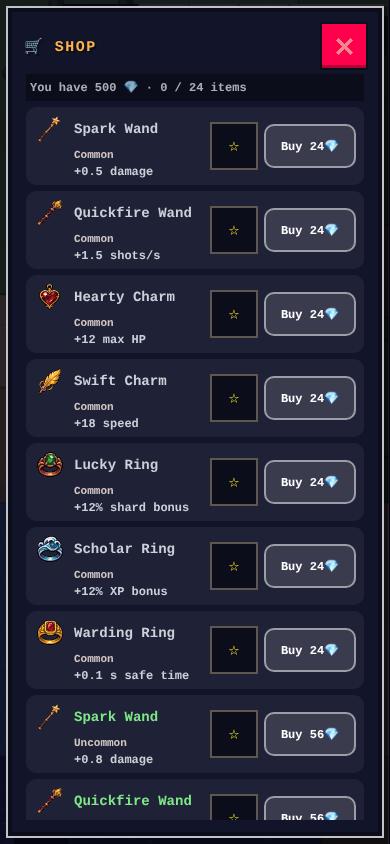 🛒 SHOP
You have 500 💎 · 0 / 24 items
Spark Wand
Common
+0.5 damage
☆
Buy 24💎
Quickfire Wand
Common
+1.5 shots/s
☆
Buy 24💎
Hearty Charm
Common
+12 max HP
☆
Buy 24💎
Swift Charm
Common
+18 speed
☆
Buy 24💎
Lucky Ring
Common
+12% shard bonus
☆
Buy 24💎
Scholar Ring
Common
+12% XP bonus
☆
Buy 24💎
Warding Ring
Common
+0.1 s safe time
☆
Buy 24💎
Spark Wand
Uncommon
+0.8 damage
☆
Buy 56💎
Quickfire Wand
☆
Buy 56💎